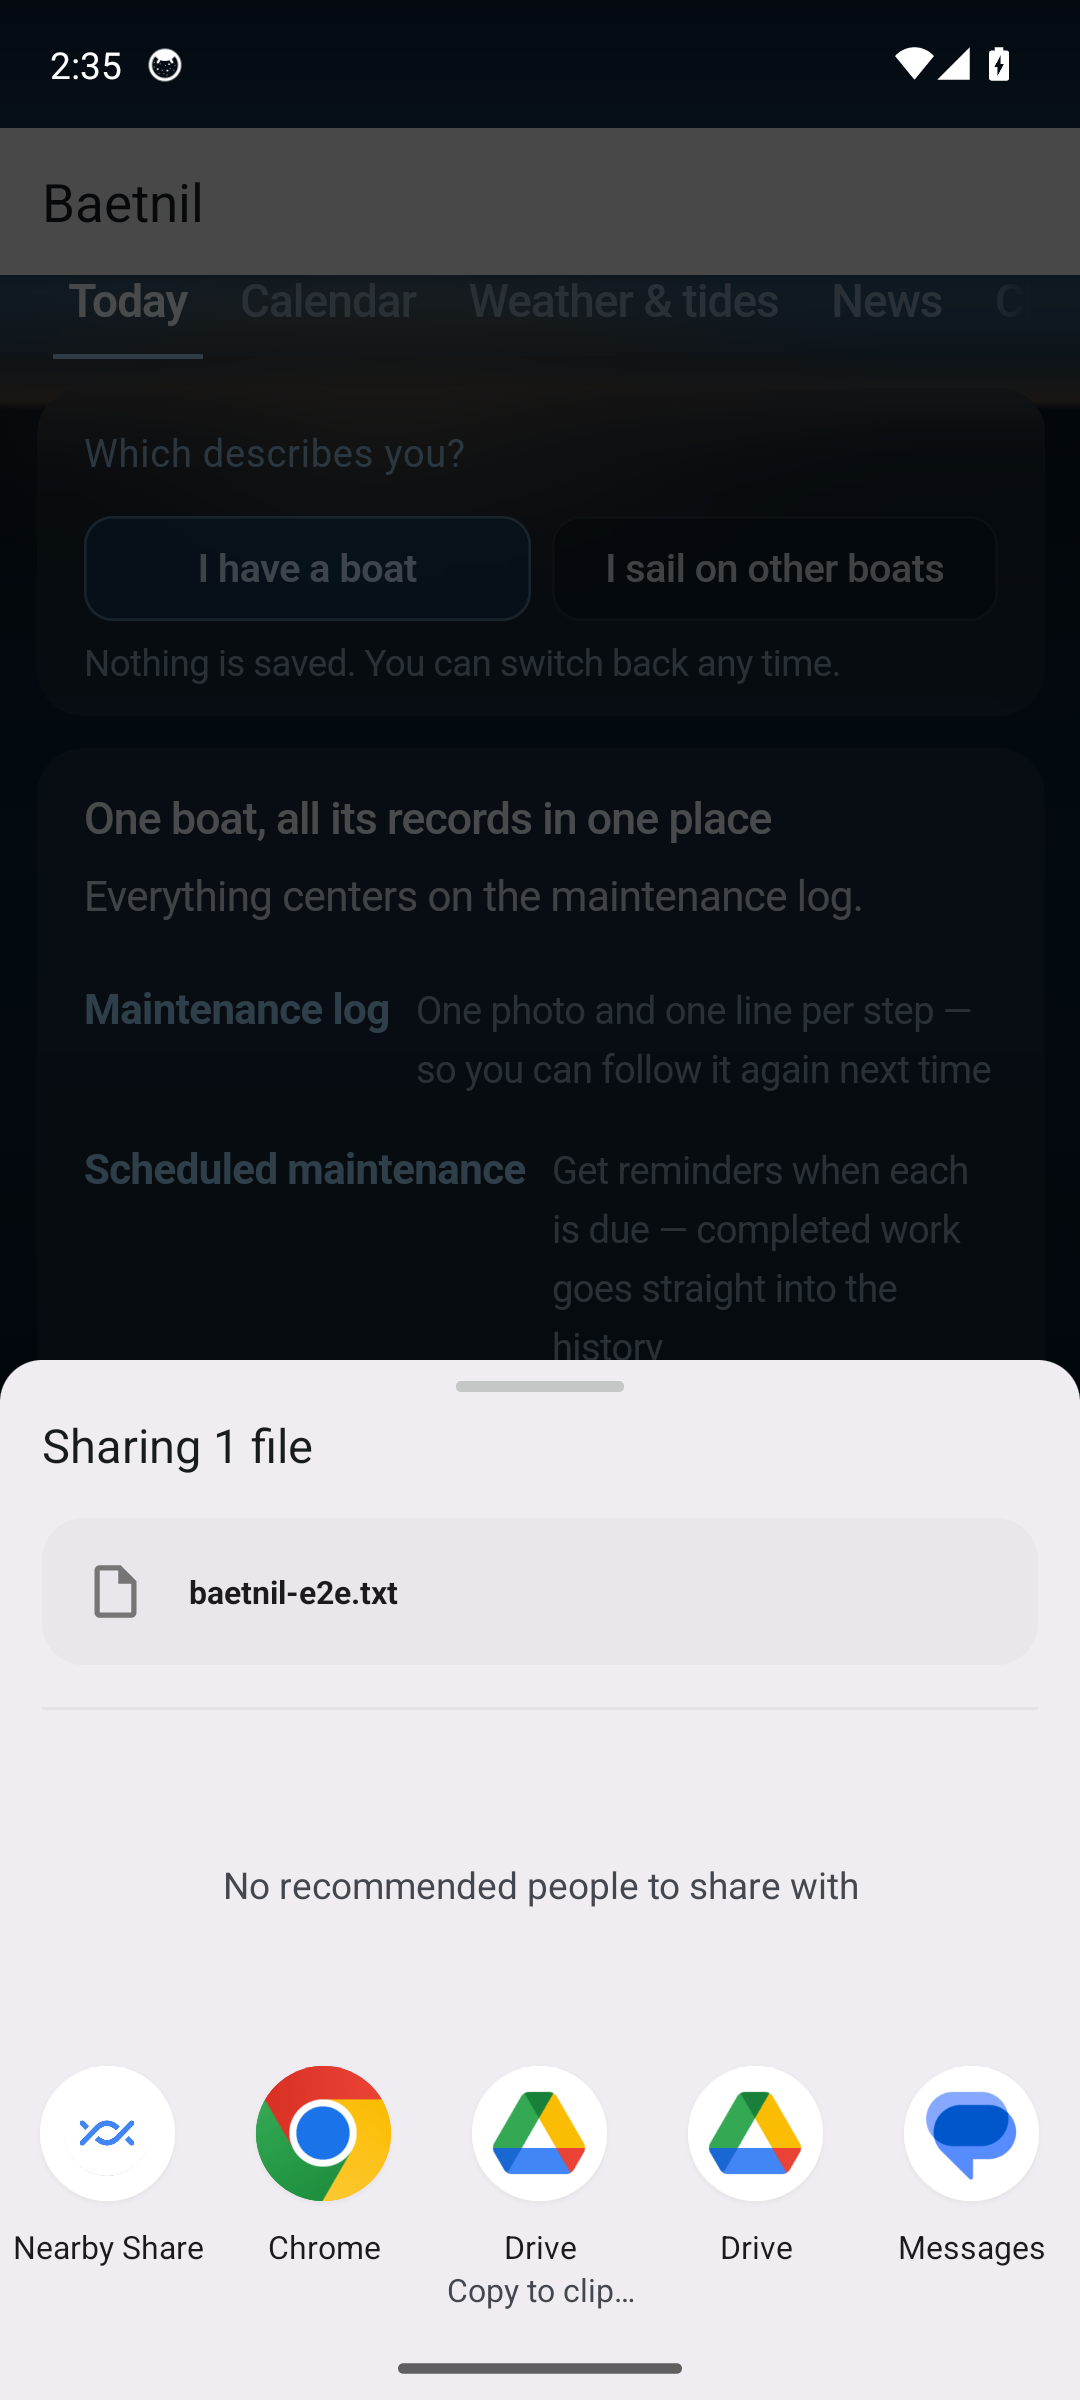 2:35
Baetnil
Today Calendar Weather & tides News C
Which describes you?
I have a boat I sail on other boats
Nothing is saved. You can switch back any time.
One boat, all its records in one place
Everything centers on the maintenance log.
Maintenance log One photo and one line per step —
so you can follow it again next time
Scheduled maintenance Get reminders when each
is due — completed work
goes straight into the
history
Sharing 1 file
baetnil-e2e.txt
No recommended people to share with
Nearby Share Chrome Drive Drive Messages
Copy to clip…